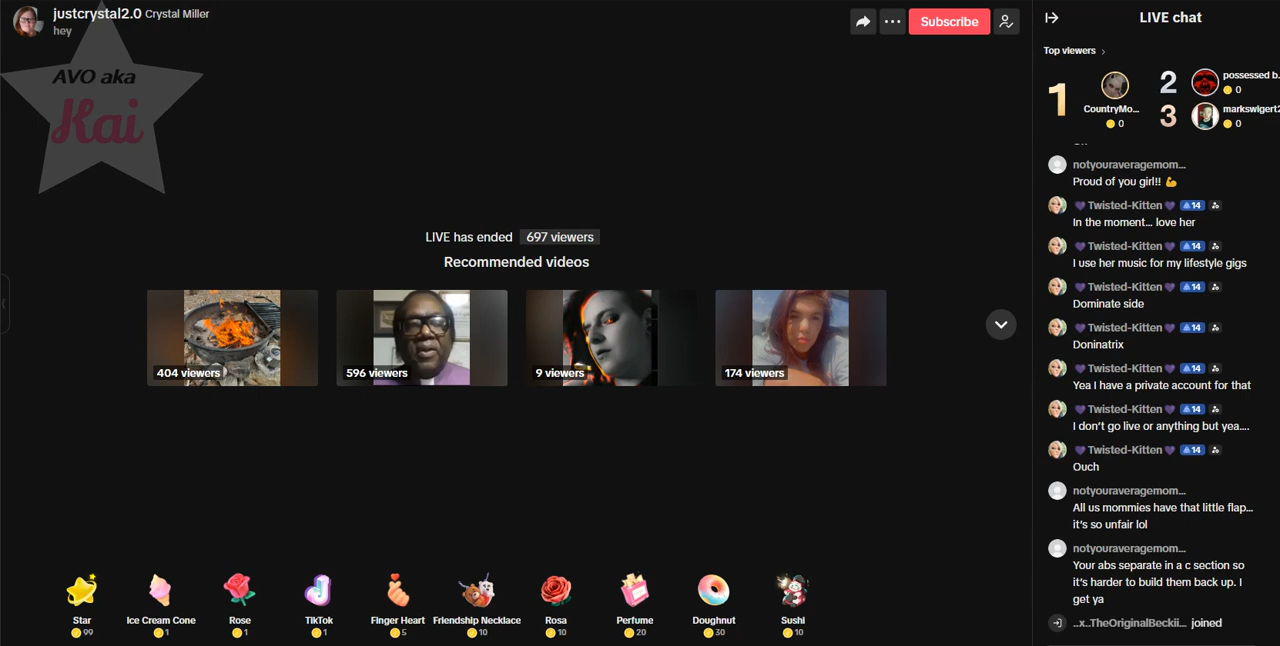 justcrystal2.0 Crystal Miller
hey
AVO aka
Kai
Subscribe
LIVE has ended 697 viewers
Recommended videos
404 viewers
596 viewers
9 viewers
174 viewers
Star
99
Ice Cream Cone
1
Rose
1
TikTok
1
Finger Heart
5
Friendship Necklace
10
Rosa
10
Perfume
20
Doughnut
30
Sushi
10
LIVE chat
Top viewers
1
CountryMo...
0
2
possessed b...
0
3
markswigert2
0
notyouraveragemom...
Proud of you girl!! 💪
💜Twisted-Kitten💜 14
In the moment... love her
💜Twisted-Kitten💜 14
I use her music for my lifestyle gigs
💜Twisted-Kitten💜 14
Dominate side
💜Twisted-Kitten💜 14
Doninatrix
💜Twisted-Kitten💜 14
Yea I have a private account for that
💜Twisted-Kitten💜 14
I don't go live or anything but yea....
💜Twisted-Kitten💜 14
Ouch
notyouraveragemom...
All us mommies have that little flap...
it's so unfair lol
notyouraveragemom...
Your abs separate in a c section so
it's harder to build them back up. I
get ya
..x..TheOriginalBeckii... joined